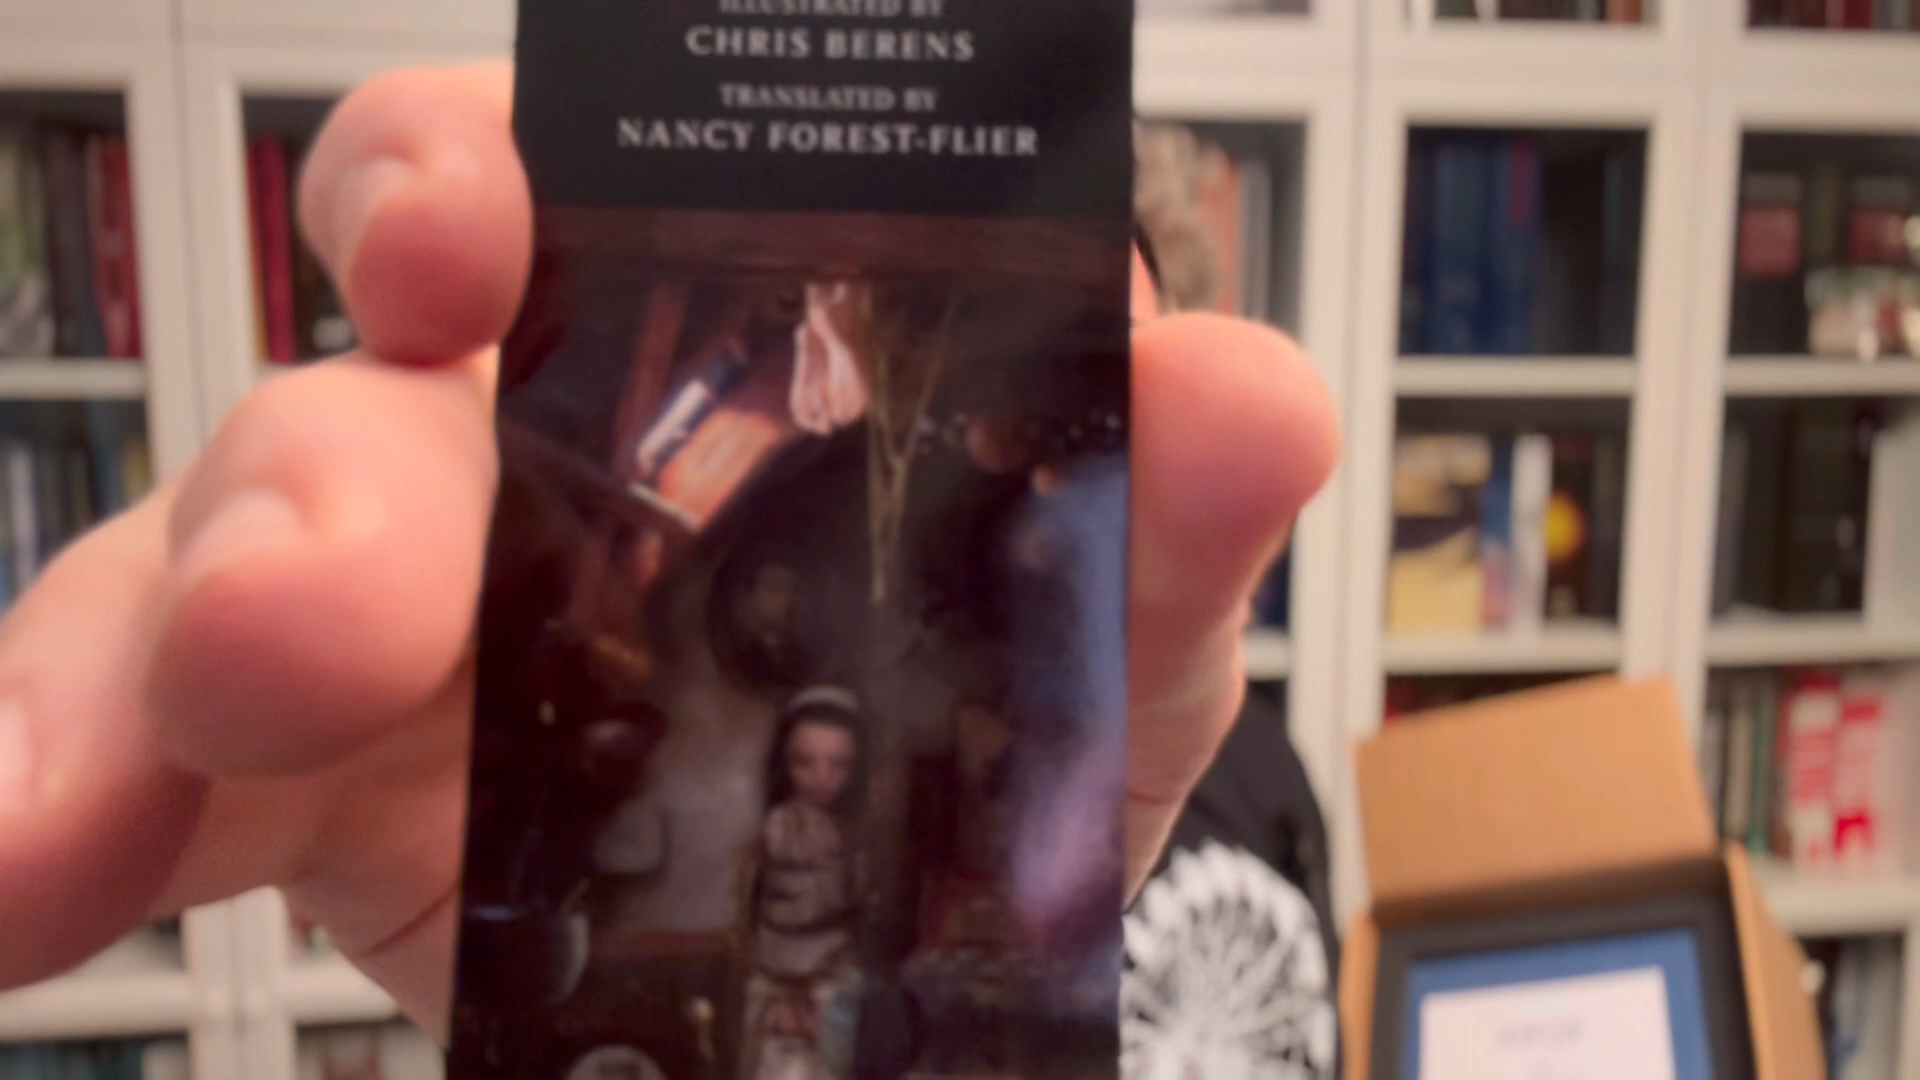 ILLUSTRATED BY
CHRIS BERENS
TRANSLATED BY
NANCY FOREST-FLIER